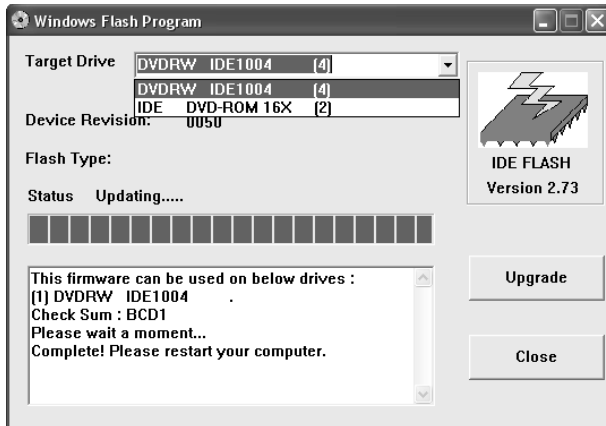 Windows Flash Program
Target Drive
DVDRW IDE1004 (4)
DVDRW IDE1004 (4)
IDE DVD-ROM 16X (2)
Device Revision: 0050
Flash Type:
IDE FLASH
Version 2.73
Status Updating.....
This firmware can be used on below drives :
(1) DVDRW IDE1004 .
Check Sum : BCD1
Please wait a moment...
Complete! Please restart your computer.
Upgrade
Close